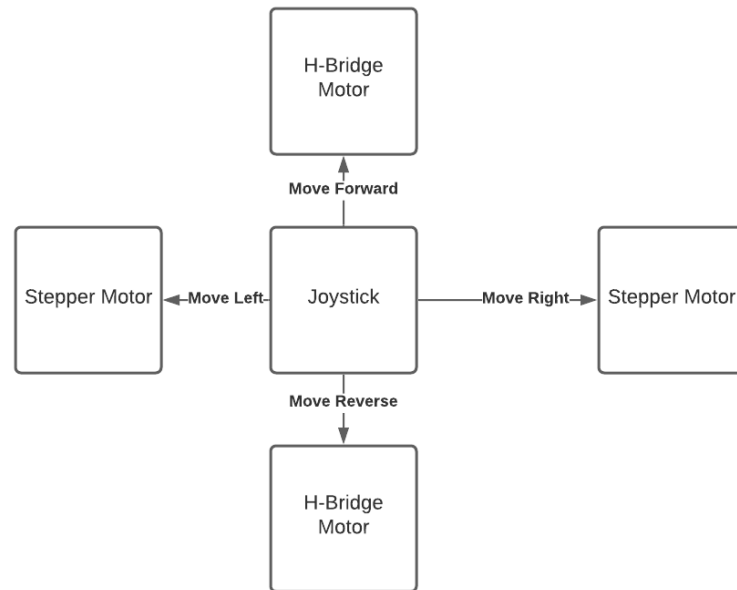 H-Bridge
Motor
Move Forward
Stepper Motor
Move Left
Joystick
Move Right
Stepper Motor
Move Reverse
H-Bridge
Motor